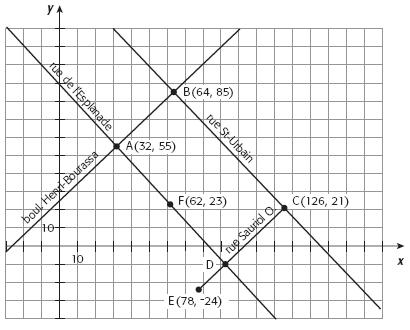 y
rue de l'Esplanade
B(64, 85)
rue St-Urbain
A(32, 55)
boul. Henri-Bourassa
F(62, 23)
C(126, 21)
rue Sauriol O.
10
10
x
D
E(78, ⁻24)